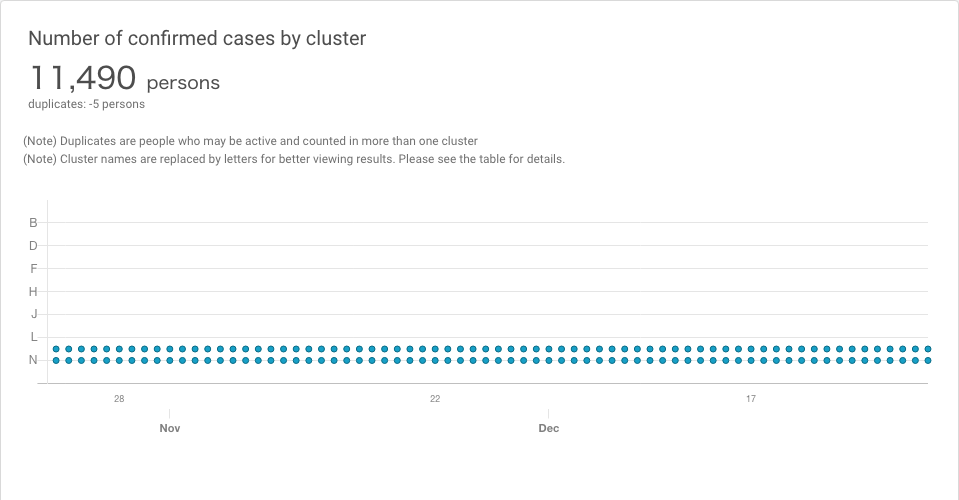 Number of confirmed cases by cluster
11,490 persons
duplicates: -5 persons
(Note) Duplicates are people who may be active and counted in more than one cluster
(Note) Cluster names are replaced by letters for better viewing results. Please see the table for details.
B
D
F
H
J
L
N
28 22 17
Nov Dec